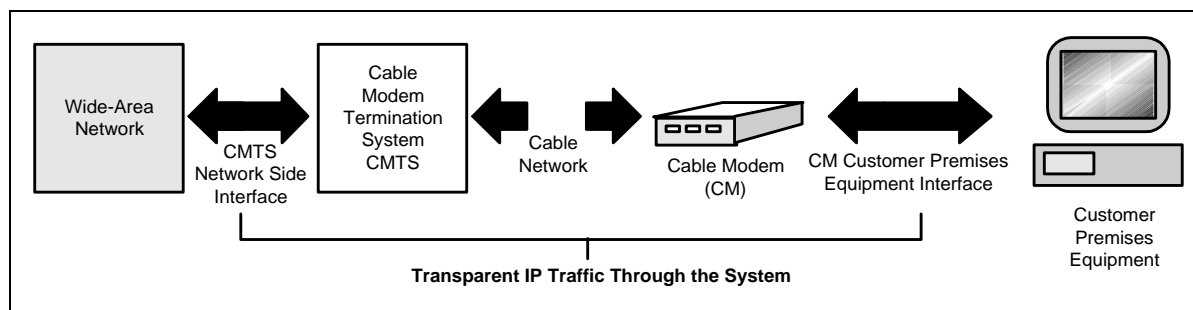 Wide-Area
Network
CMTS
Network Side
Interface
Cable
Modem
Termination
System
CMTS
Cable
Network
Cable Modem
(CM)
CM Customer Premises
Equipment Interface
Customer
Premises
Equipment
Transparent IP Traffic Through the System